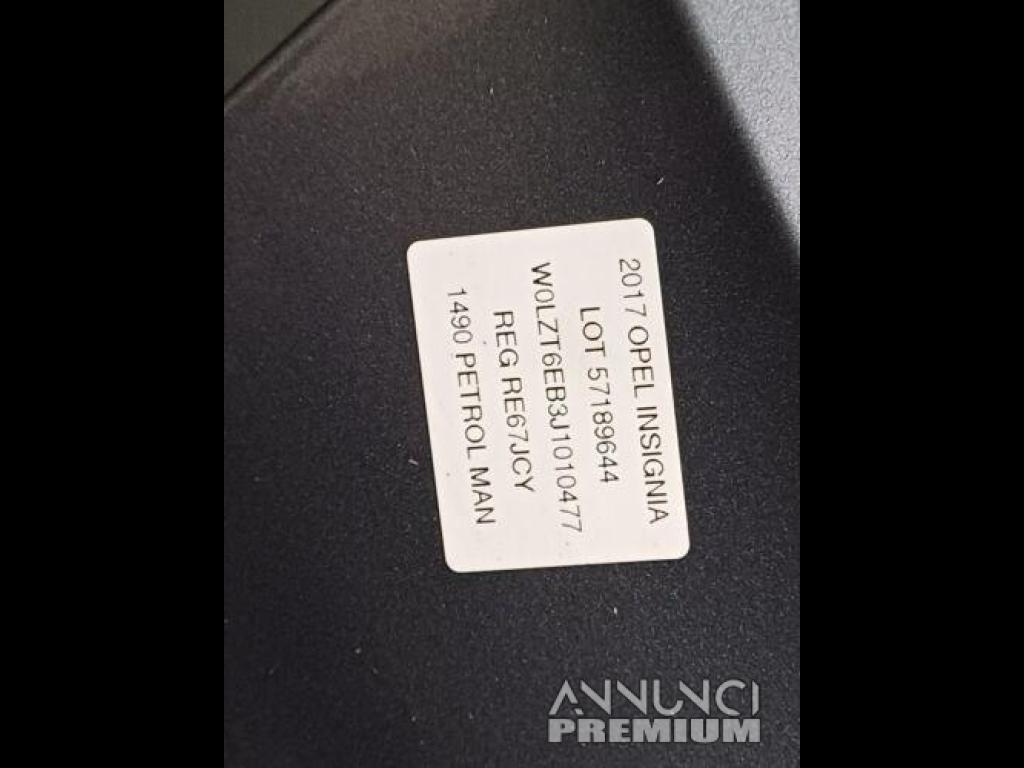 2017 OPEL INSIGNIA
LOT 57189644
W0LZT6EB3J1010477
REG RE67JCY
1490 PETROL MAN
ANNUNCI
PREMIUM